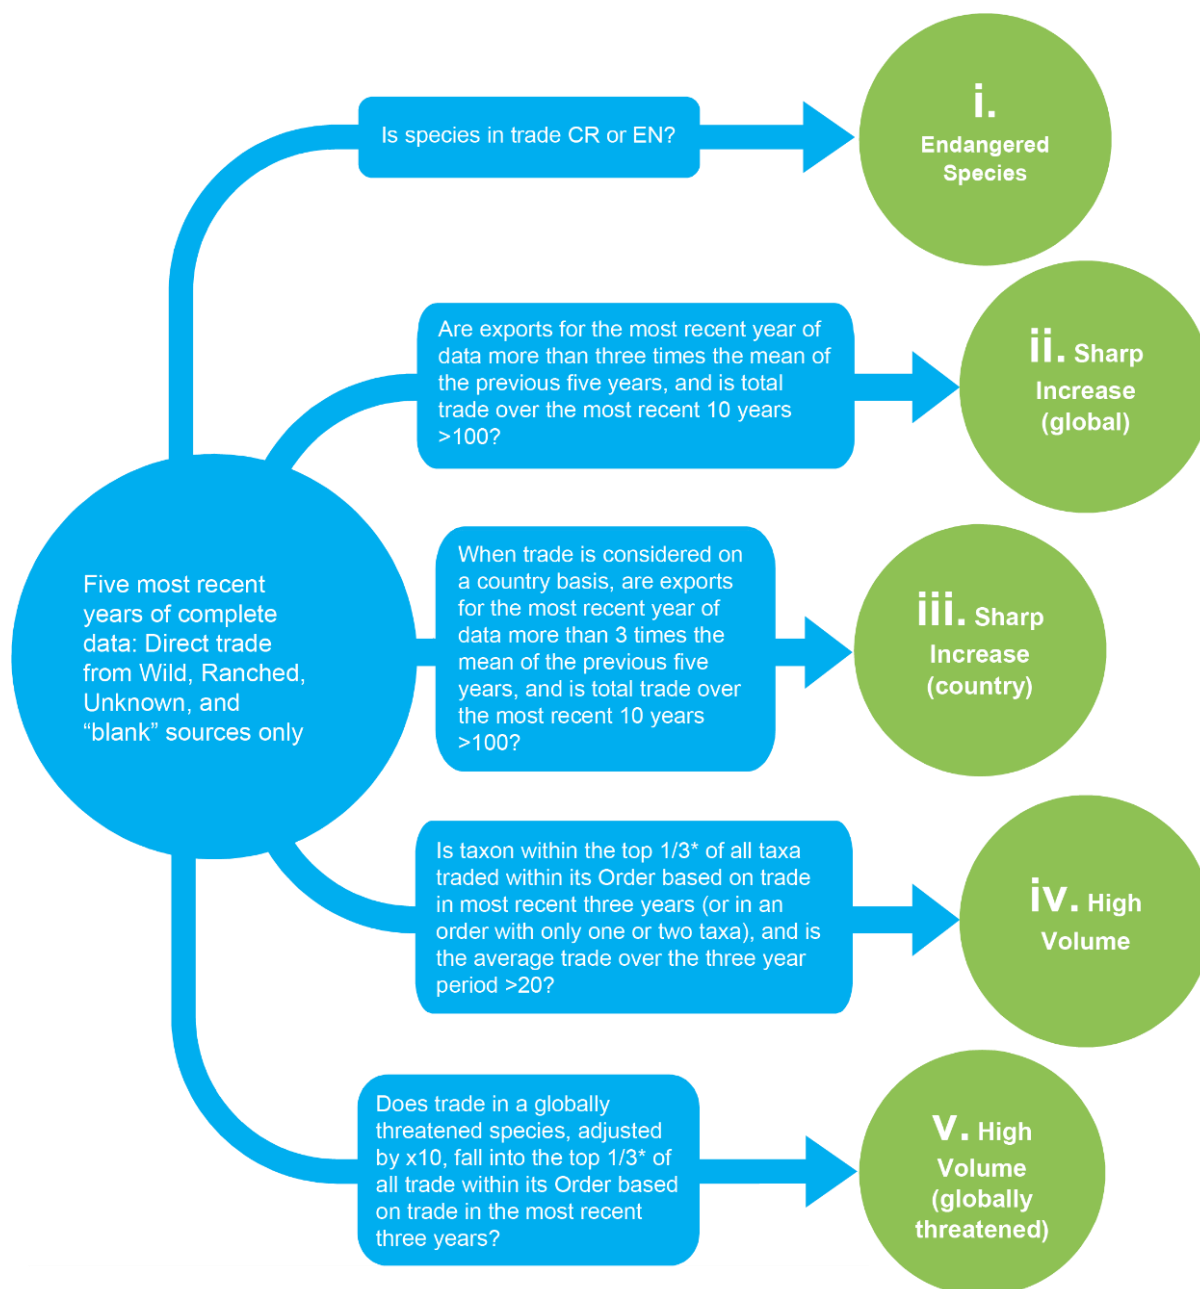 Is species in trade CR or EN?
i.
Endangered
Species
Are exports for the most recent year of
data more than three times the mean of
the previous five years, and is total
trade over the most recent 10 years
>100?
ii. Sharp
Increase
(global)
Five most recent
years of complete
data: Direct trade
from Wild, Ranched,
Unknown, and
“blank” sources only
When trade is considered on
a country basis, are exports
for the most recent year of
data more than 3 times the
mean of the previous five
years, and is total trade over
the most recent 10 years
>100?
iii. Sharp
Increase
(country)
Is taxon within the top 1/3* of all taxa
traded within its Order based on trade
in most recent three years (or in an
order with only one or two taxa), and is
the average trade over the three year
period >20?
iv. High
Volume
Does trade in a globally
threatened species, adjusted
by x10, fall into the top 1/3* of
all trade within its Order based
on trade in the most recent
three years?
v. High
Volume
(globally
threatened)